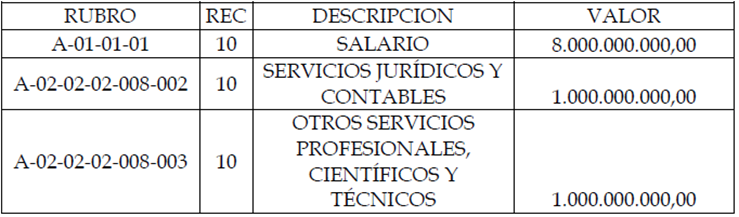 RUBRO REC DESCRIPCION VALOR
A-01-01-01 10 SALARIO 8.000.000.000,00
A-02-02-02-008-002 10 SERVICIOS JURÍDICOS Y
CONTABLES 1.000.000.000,00
A-02-02-02-008-003 10 OTROS SERVICIOS
PROFESIONALES,
CIENTÍFICOS Y
TÉCNICOS 1.000.000.000,00